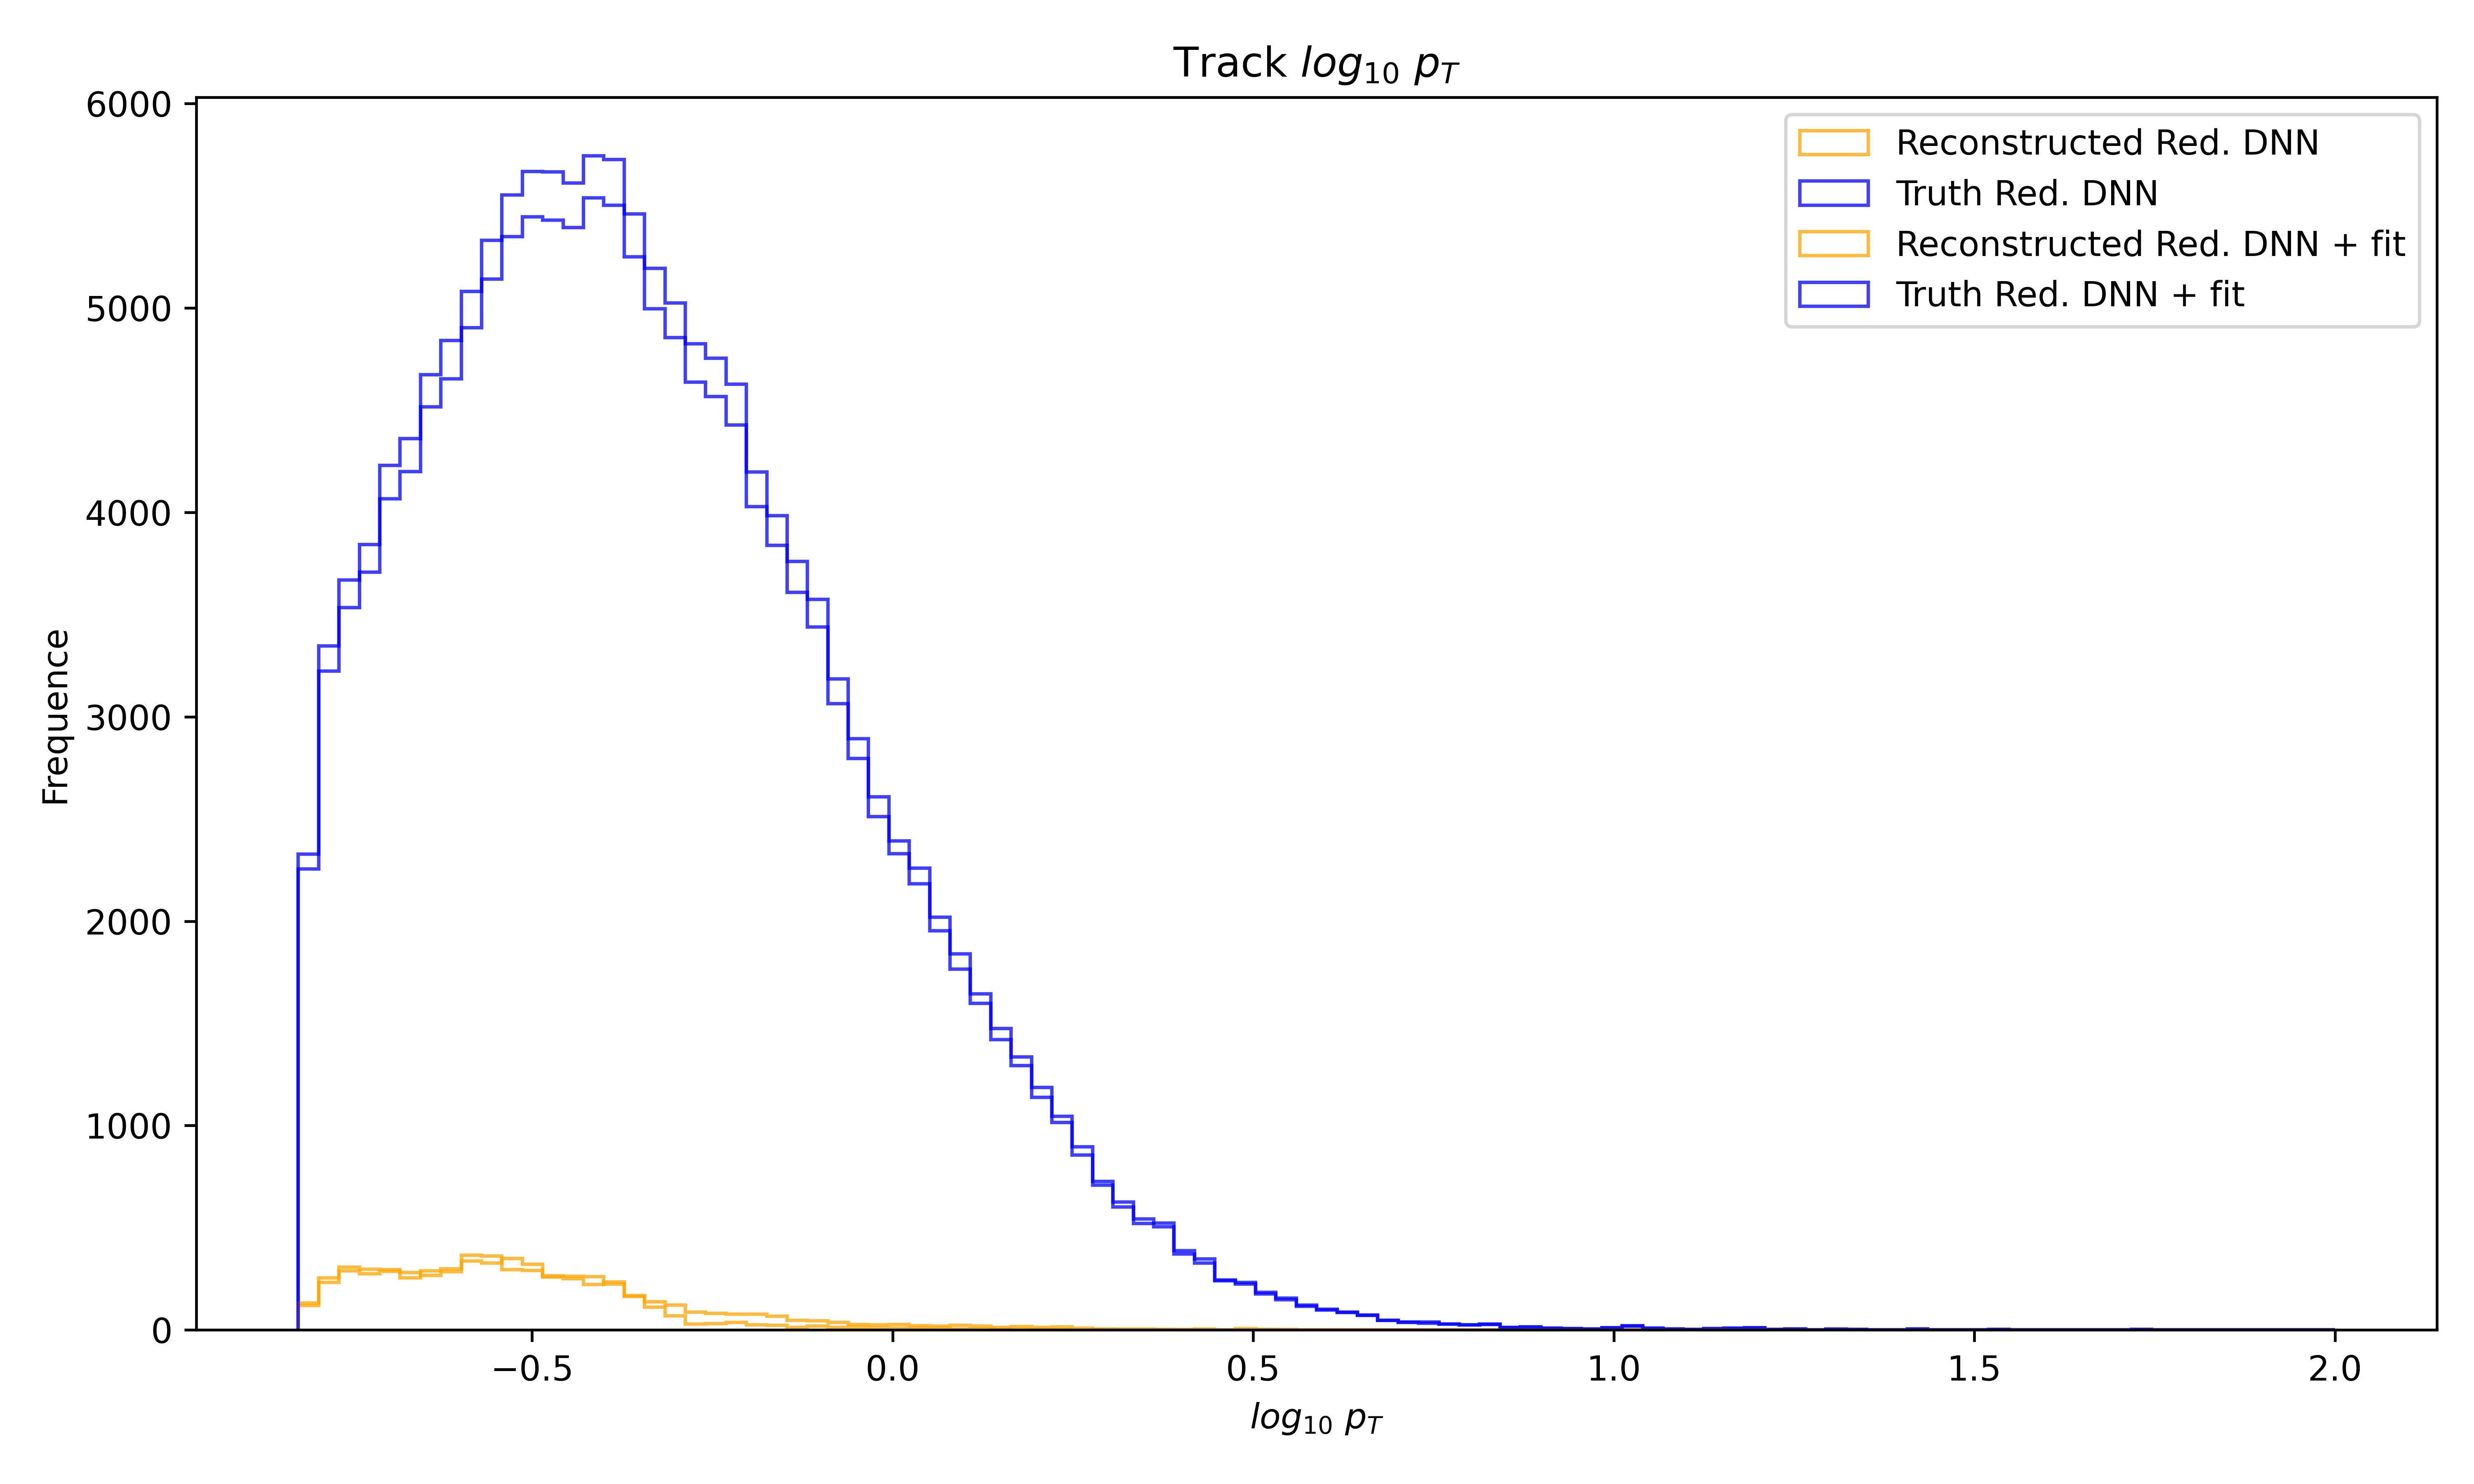 Track log₁₀ p_T
6000
5000
4000
3000
2000
1000
0
Frequence
Reconstructed Red. DNN
Truth Red. DNN
Reconstructed Red. DNN + fit
Truth Red. DNN + fit
−0.5 0.0 0.5 1.0 1.5 2.0
log₁₀ p_T